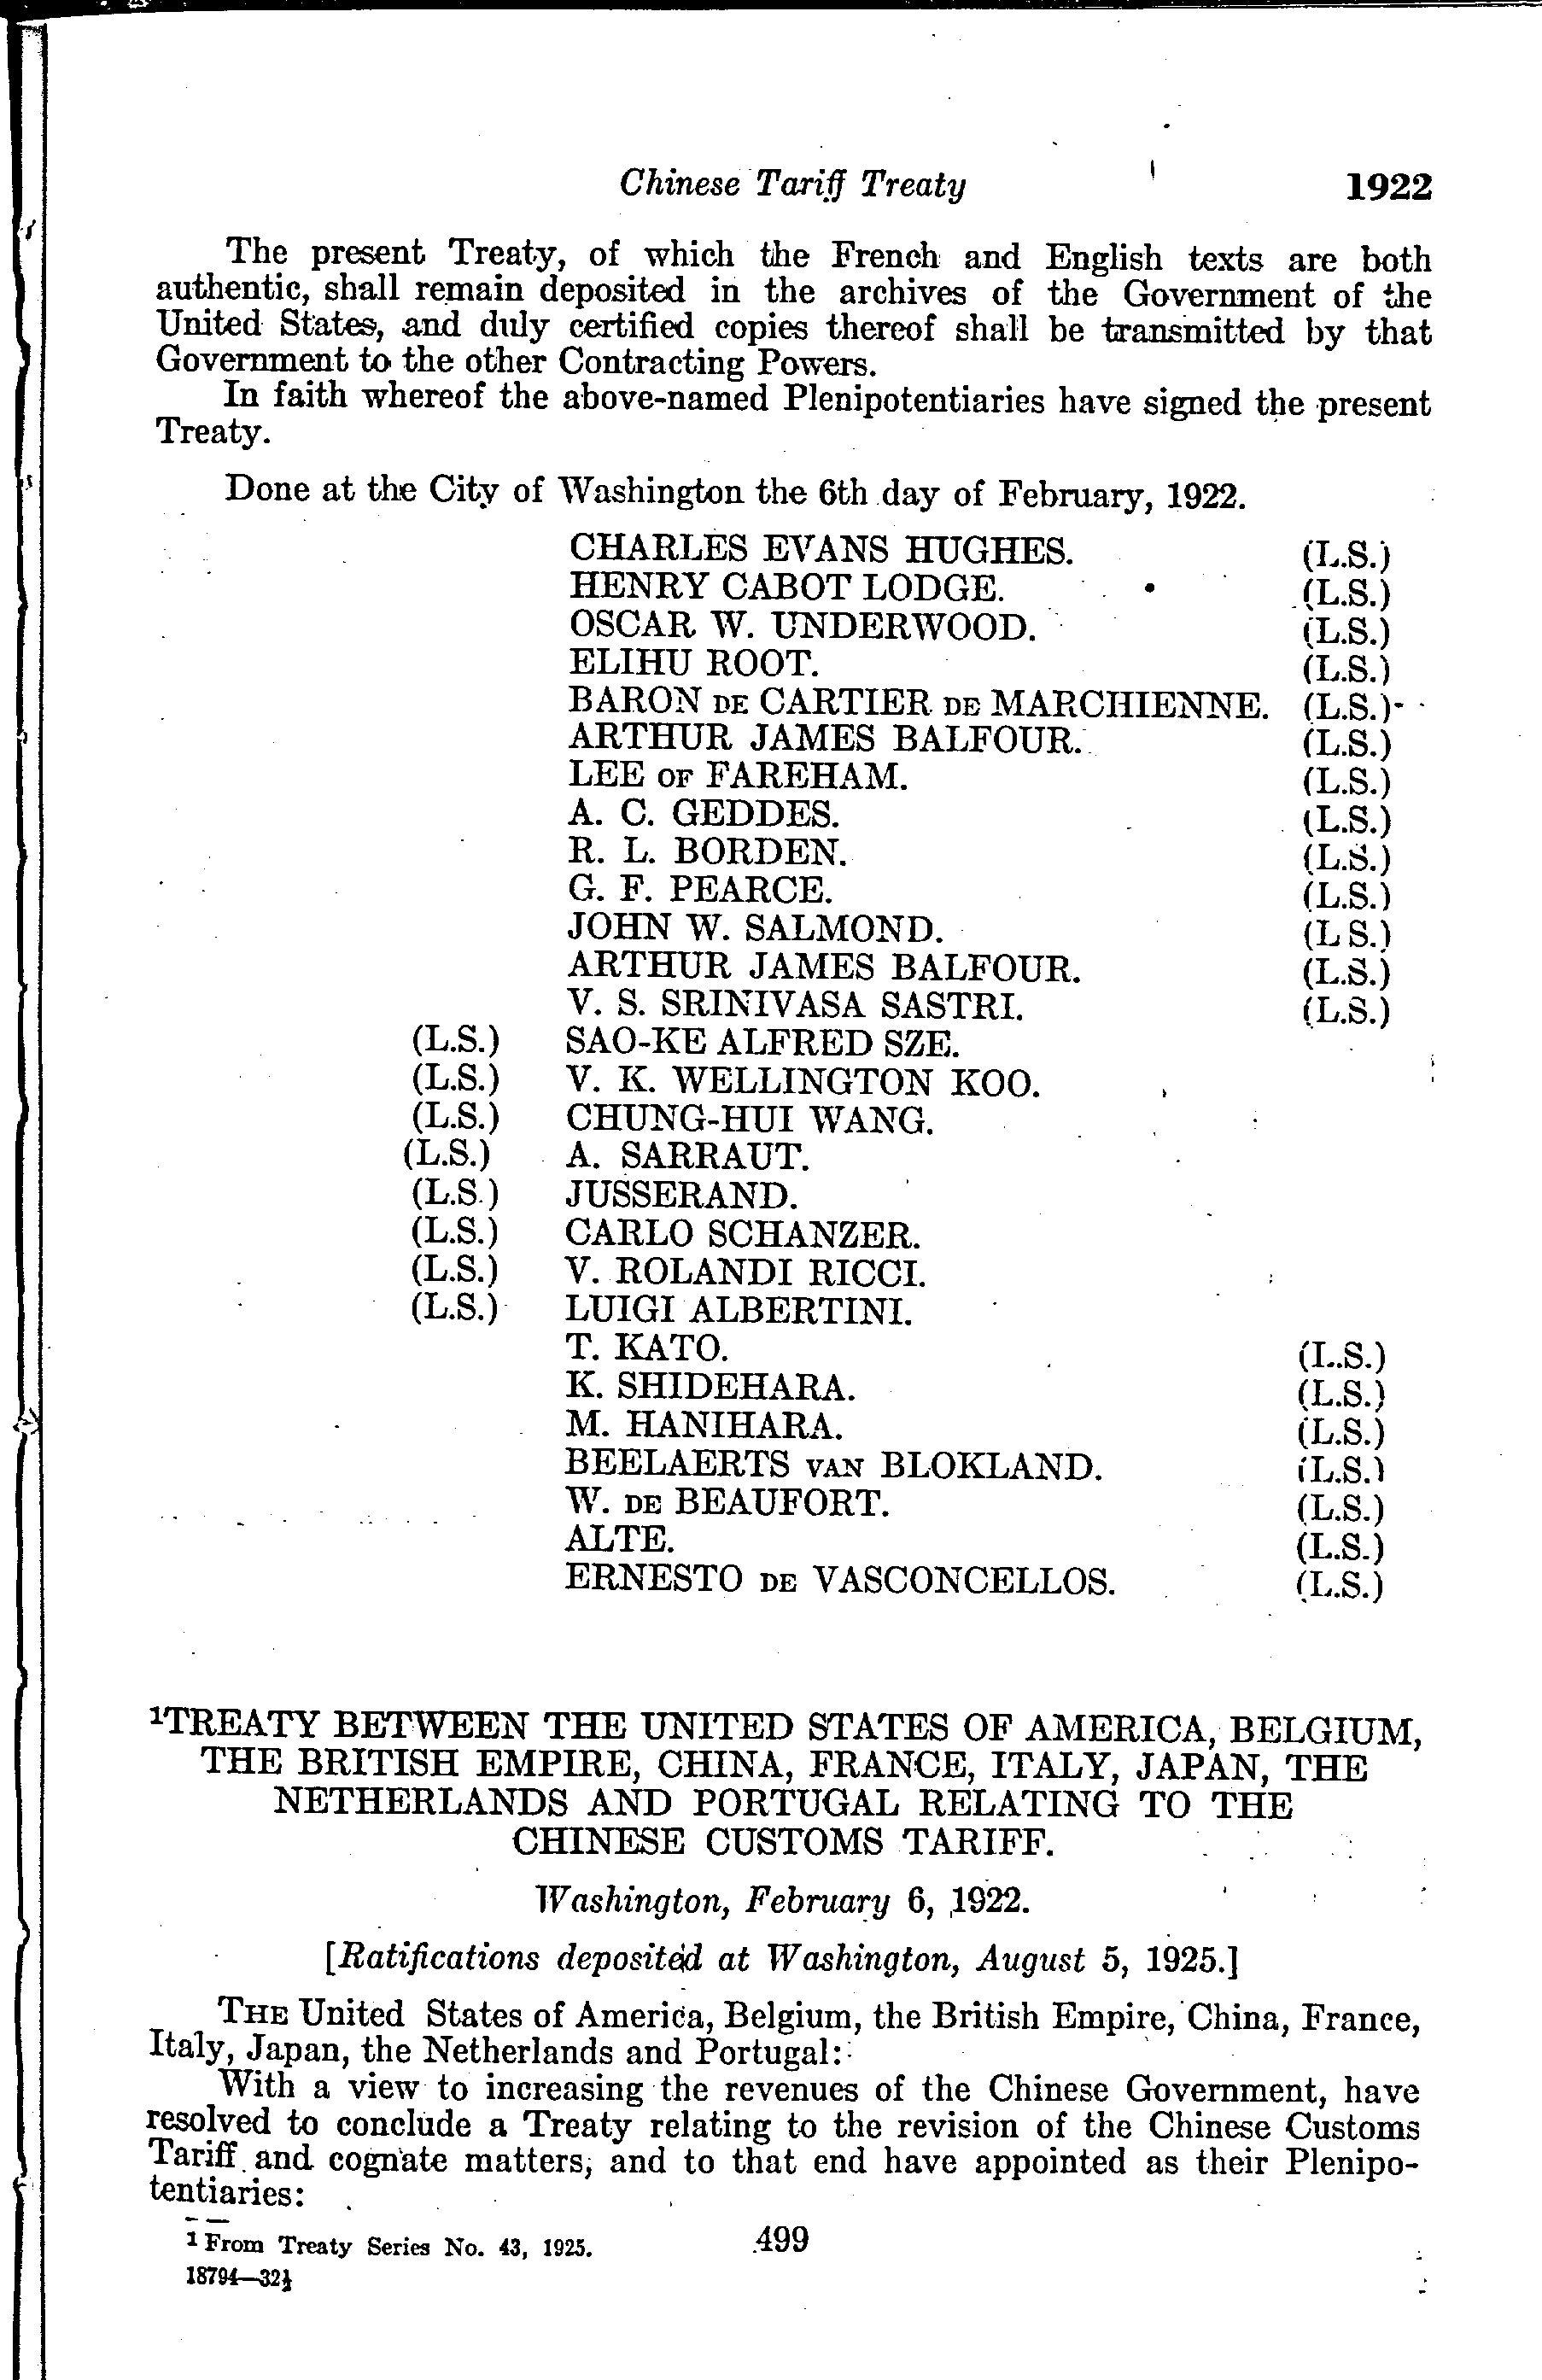 Chinese Tariff Treaty 1922
The present Treaty, of which the French and English texts are both
authentic, shall remain deposited in the archives of the Government of the
United States, and duly certified copies thereof shall be transmitted by that
Government to the other Contracting Powers.
In faith whereof the above-named Plenipotentiaries have signed the present
Treaty.
Done at the City of Washington the 6th day of February, 1922.
CHARLES EVANS HUGHES. (L.S.)
HENRY CABOT LODGE. (L.S.)
OSCAR W. UNDERWOOD. (L.S.)
ELIHU ROOT. (L.S.)
BARON DE CARTIER DE MARCHIENNE. (L.S.)
ARTHUR JAMES BALFOUR. (L.S.)
LEE OF FAREHAM. (L.S.)
A. C. GEDDES. (L.S.)
R. L. BORDEN. (L.S.)
G. F. PEARCE. (L.S.)
JOHN W. SALMOND. (L S.)
ARTHUR JAMES BALFOUR. (L.S.)
V. S. SRINIVASA SASTRI. (L.S.)
(L.S.) SAO-KE ALFRED SZE.
(L.S.) V. K. WELLINGTON KOO.
(L.S.) CHUNG-HUI WANG.
(L.S.) A. SARRAUT.
(L.S.) JUSSERAND.
(L.S.) CARLO SCHANZER.
(L.S.) V. ROLANDI RICCI.
(L.S.) LUIGI ALBERTINI.
T. KATO. (L.S.)
K. SHIDEHARA. (L.S.)
M. HANIHARA. (L.S.)
BEELAERTS VAN BLOKLAND. (L.S.)
W. DE BEAUFORT. (L.S.)
ALTE. (L.S.)
ERNESTO DE VASCONCELLOS. (L.S.)
¹TREATY BETWEEN THE UNITED STATES OF AMERICA, BELGIUM,
THE BRITISH EMPIRE, CHINA, FRANCE, ITALY, JAPAN, THE
NETHERLANDS AND PORTUGAL RELATING TO THE
CHINESE CUSTOMS TARIFF.
Washington, February 6, 1922.
[Ratifications deposited at Washington, August 5, 1925.]
THE United States of America, Belgium, the British Empire, China, France,
Italy, Japan, the Netherlands and Portugal:
With a view to increasing the revenues of the Chinese Government, have
resolved to conclude a Treaty relating to the revision of the Chinese Customs
Tariff and cognate matters, and to that end have appointed as their Plenipo-
tentiaries:
1 From Treaty Series No. 43, 1925. 499
18794—32½